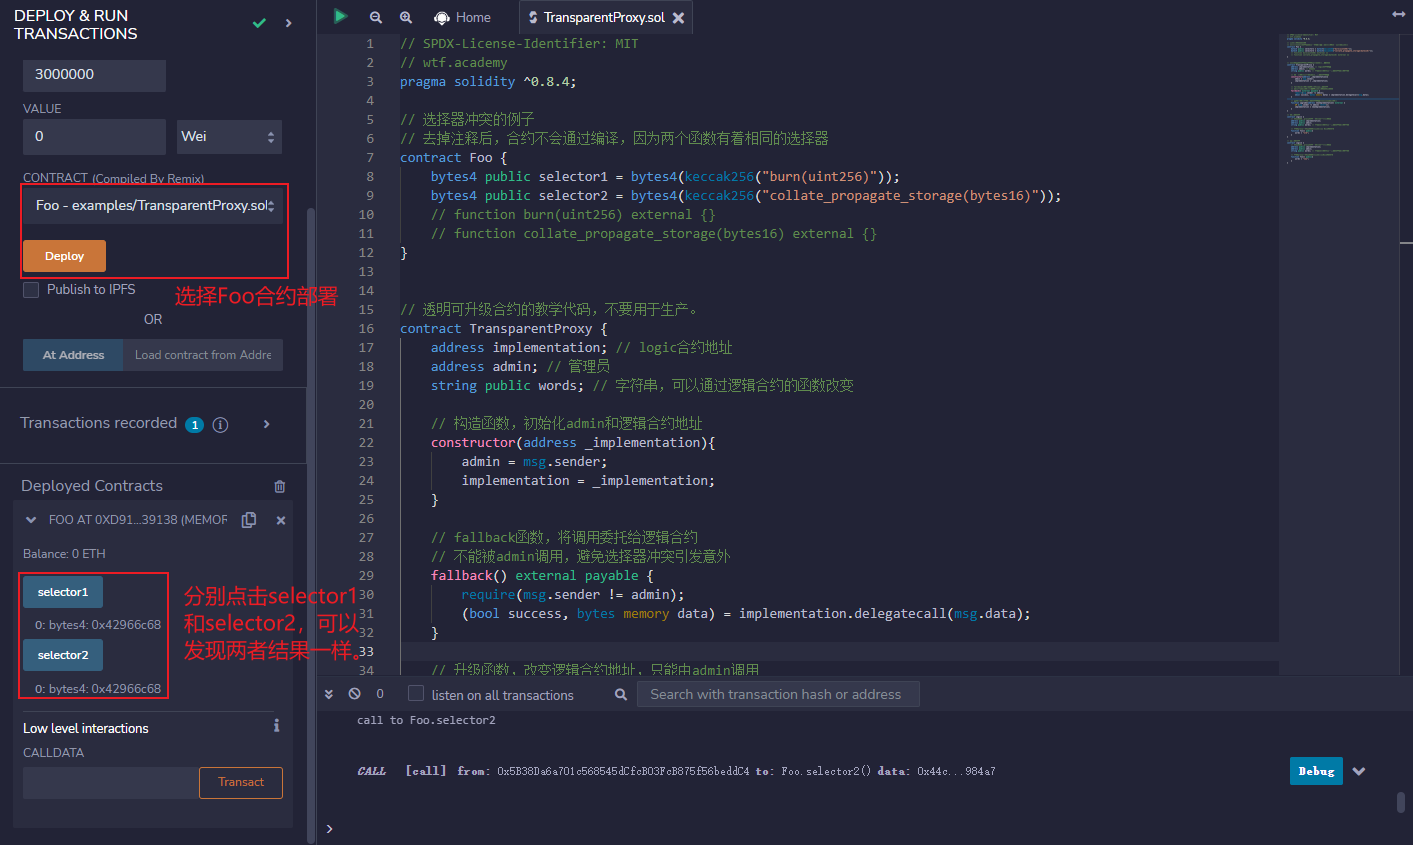 DEPLOY & RUN
TRANSACTIONS
3000000
VALUE
0
Wei
CONTRACT (Compiled By Remix)
Foo - examples/TransparentProxy.sol
Deploy
Publish to IPFS
选择Foo合约部署
OR
At Address
Load contract from Addre
Transactions recorded 1 i
Deployed Contracts
FOO AT 0XD91...39138 (MEMOR
Balance: 0 ETH
selector1
0: bytes4: 0x42966c68
selector2
0: bytes4: 0x42966c68
分别点击selector1
和selector2，可以
发现两者结果一样。
Low level interactions
CALLDATA
Transact
Home
TransparentProxy.sol
1 // SPDX-License-Identifier: MIT
2 // wtf.academy
3 pragma solidity ^0.8.4;
4
5 // 选择器冲突的例子
6 // 去掉注释后，合约不会通过编译，因为两个函数有着相同的选择器
7 contract Foo {
8 bytes4 public selector1 = bytes4(keccak256("burn(uint256)"));
9 bytes4 public selector2 = bytes4(keccak256("collate_propagate_storage(bytes16)"));
10 // function burn(uint256) external {}
11 // function collate_propagate_storage(bytes16) external {}
12 }
13
14
15 // 透明可升级合约的教学代码，不要用于生产。
16 contract TransparentProxy {
17 address implementation; // logic合约地址
18 address admin; // 管理员
19 string public words; // 字符串，可以通过逻辑合约的函数改变
20
21 // 构造函数，初始化admin和逻辑合约地址
22 constructor(address _implementation){
23 admin = msg.sender;
24 implementation = _implementation;
25 }
26
27 // fallback函数，将调用委托给逻辑合约
28 // 不能被admin调用，避免选择器冲突引发意外
29 fallback() external payable {
30 require(msg.sender != admin);
31 (bool success, bytes memory data) = implementation.delegatecall(msg.data);
32 }
33
34 // 升级函数，改变逻辑合约地址，只能由admin调用
0
listen on all transactions
Search with transaction hash or address
call to Foo.selector2
CALL [call] from: 0x5B38Da6a701c568545dCfcB03FcB875f56beddC4 to: Foo.selector2() data: 0x44c...984a7
Debug
>